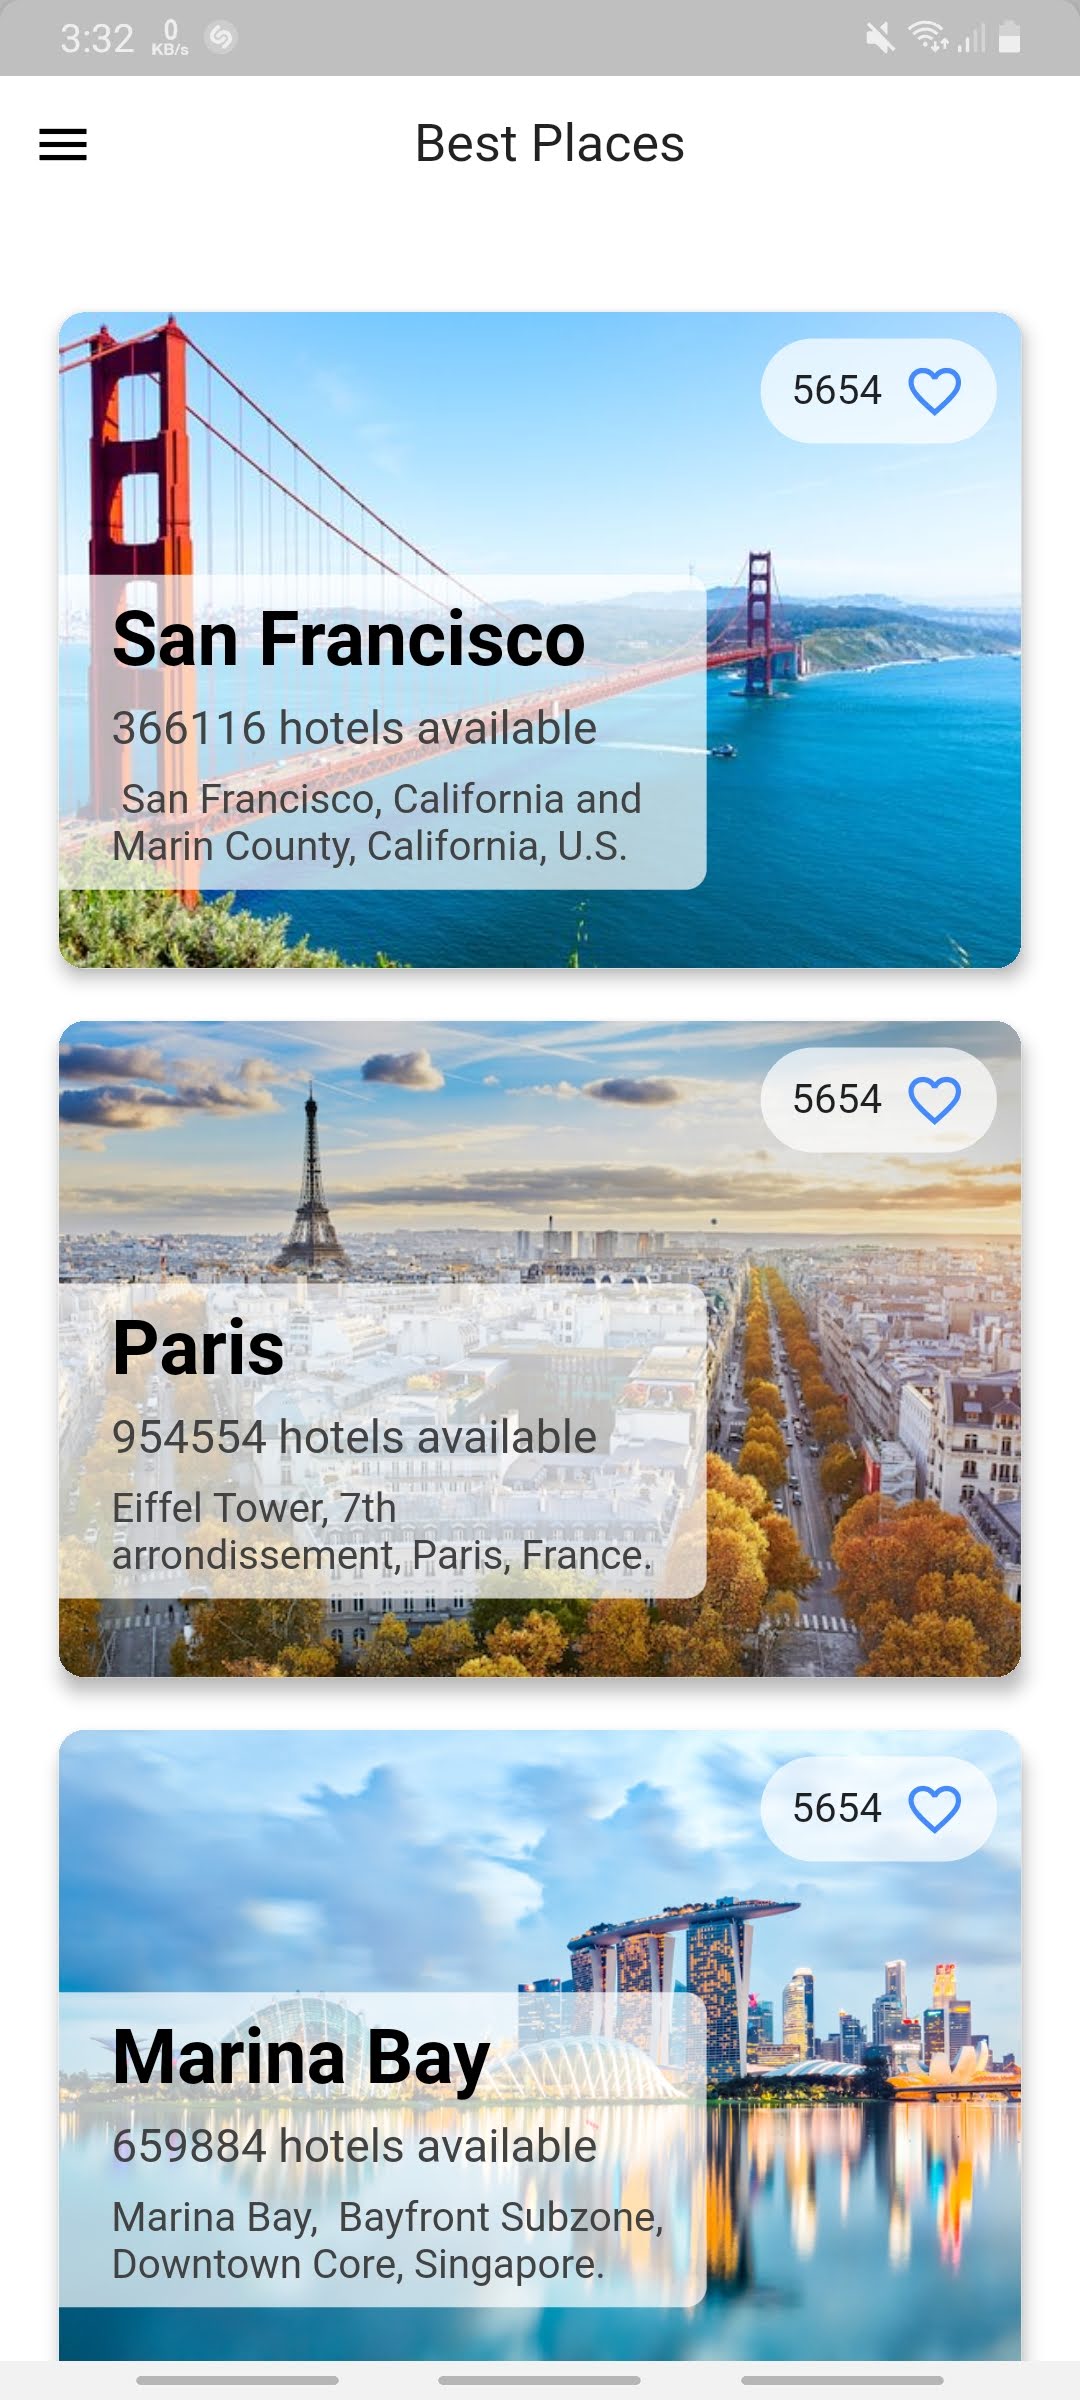 3:32 0 KB/s
Best Places
5654
San Francisco
366116 hotels available
San Francisco, California and
Marin County, California, U.S.
5654
Paris
954554 hotels available
Eiffel Tower, 7th
arrondissement, Paris, France.
5654
Marina Bay
659884 hotels available
Marina Bay,  Bayfront Subzone,
Downtown Core, Singapore.